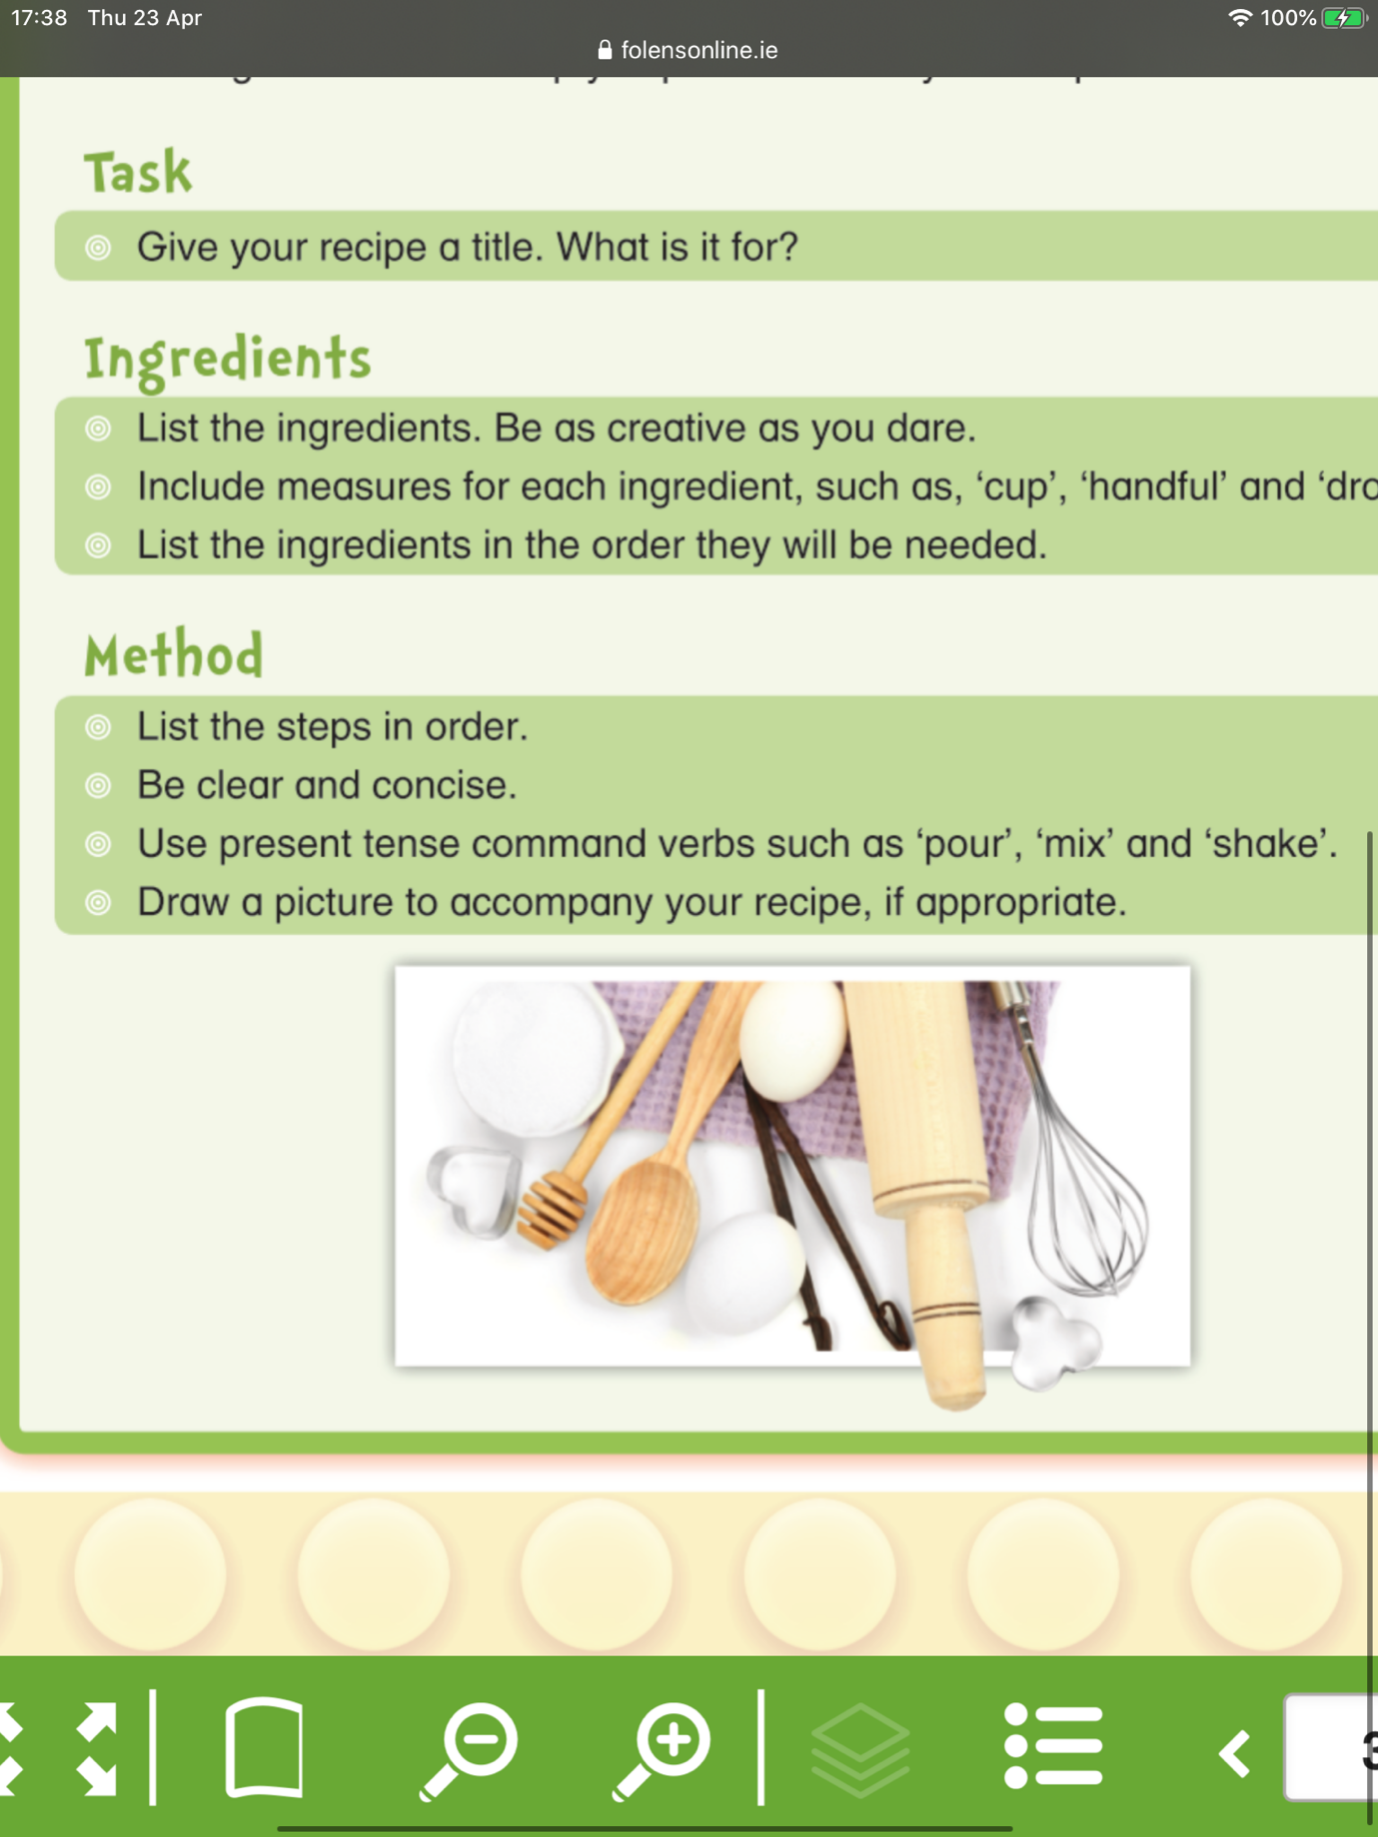 17:38 Thu 23 Apr
100%
folensonline.ie
Task
Give your recipe a title. What is it for?
Ingredients
List the ingredients. Be as creative as you dare.
Include measures for each ingredient, such as, ‘cup’, ‘handful’ and
List the ingredients in the order they will be needed.
Method
List the steps in order.
Be clear and concise.
Use present tense command verbs such as ‘pour’, ‘mix’ and ‘shake’.
Draw a picture to accompany your recipe, if appropriate.